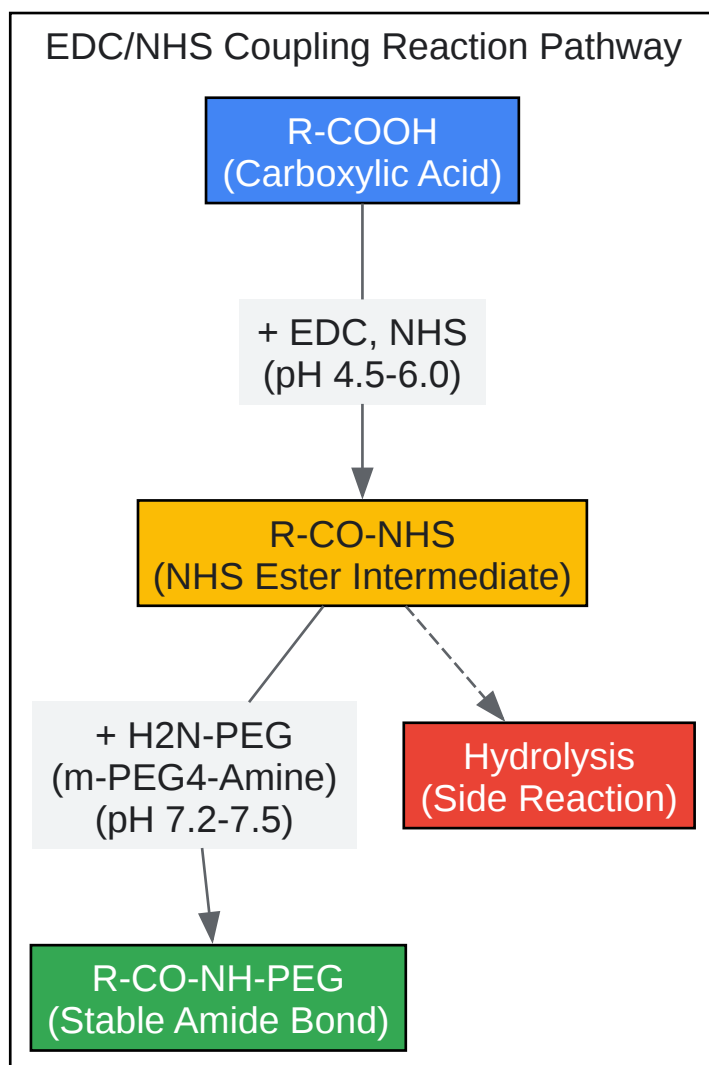 EDC/NHS Coupling Reaction Pathway
R-COOH
(Carboxylic Acid)
+ EDC, NHS
(pH 4.5-6.0)
R-CO-NHS
(NHS Ester Intermediate)
+ H2N-PEG
(m-PEG4-Amine)
(pH 7.2-7.5)
Hydrolysis
(Side Reaction)
R-CO-NH-PEG
(Stable Amide Bond)